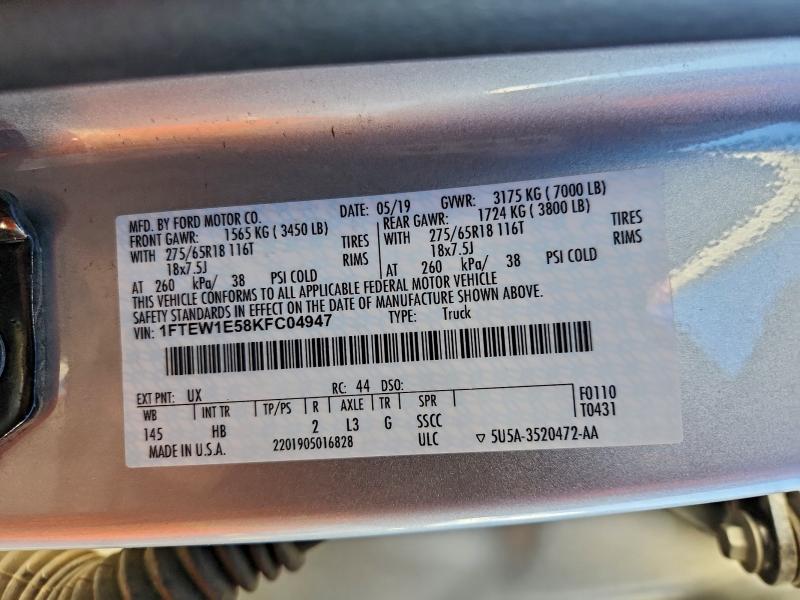 MFD. BY FORD MOTOR CO. DATE: 05/19 GVWR: 3175 KG ( 7000 LB)
FRONT GAWR: 1565 KG ( 3450 LB) REAR GAWR: 1724 KG ( 3800 LB)
WITH 275/65R18 116T TIRES WITH 275/65R18 116T TIRES
18x7.5J RIMS 18x7.5J RIMS
AT 260 kPa/ 38 PSI COLD AT 260 kPa/ 38 PSI COLD
THIS VEHICLE CONFORMS TO ALL APPLICABLE FEDERAL MOTOR VEHICLE
SAFETY STANDARDS IN EFFECT ON THE DATE OF MANUFACTURE SHOWN ABOVE.
VIN: 1FTEW1E58KFC04947 TYPE: Truck
EXT PNT: UX RC: 44 DSO: F0110
WB INT TR TP/PS R AXLE TR SPR T0431
145 HB 2 L3 G SSCC
MADE IN U.S.A. 2201905016828 ULC ▽ 5U5A-3520472-AA